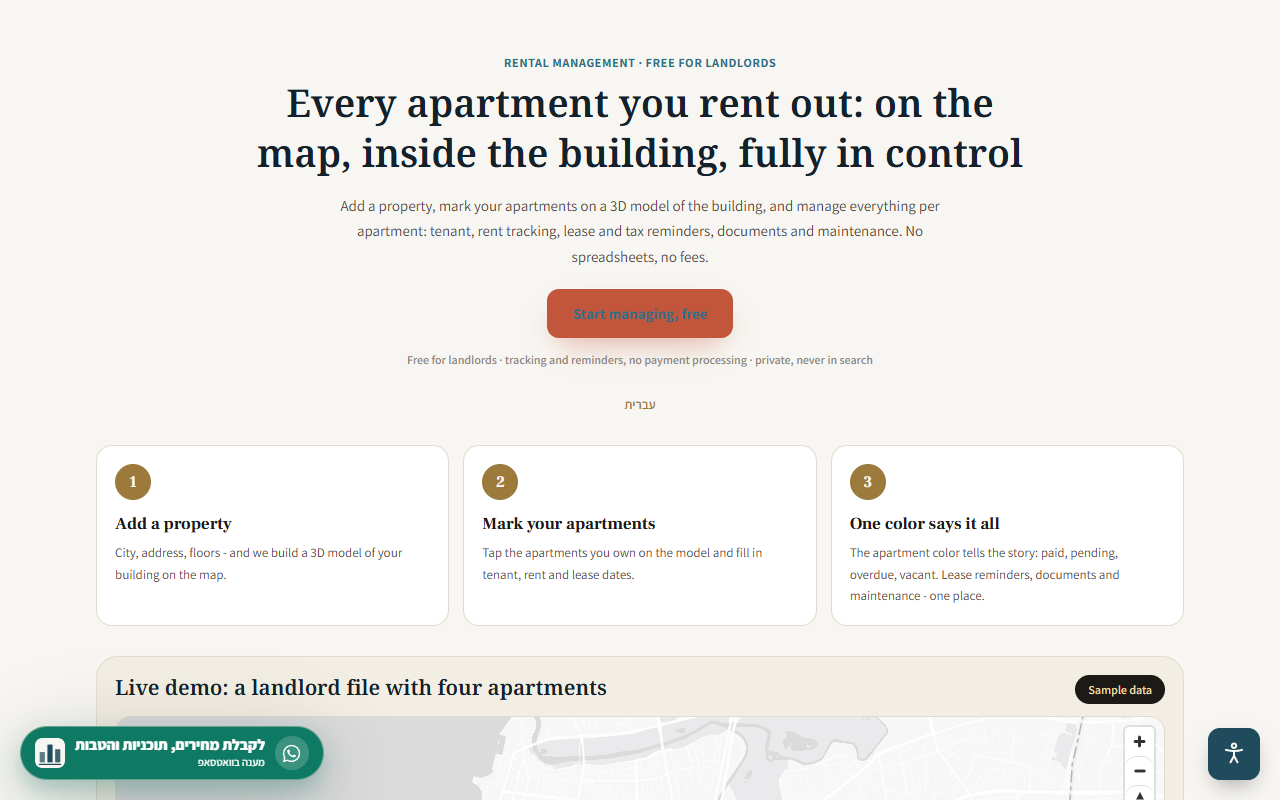 RENTAL MANAGEMENT · FREE FOR LANDLORDS
Every apartment you rent out: on the
map, inside the building, fully in control
Add a property, mark your apartments on a 3D model of the building, and manage everything per
apartment: tenant, rent tracking, lease and tax reminders, documents and maintenance. No
spreadsheets, no fees.
Start managing, free
Free for landlords · tracking and reminders, no payment processing · private, never in search
עברית
1
Add a property
City, address, floors - and we build a 3D model of your
building on the map.
2
Mark your apartments
Tap the apartments you own on the model and fill in
tenant, rent and lease dates.
3
One color says it all
The apartment color tells the story: paid, pending,
overdue, vacant. Lease reminders, documents and
maintenance - one place.
Live demo: a landlord file with four apartments
Sample data
לקבלת מחירים, תוכניות והטבות
מענה בוואטסאפ